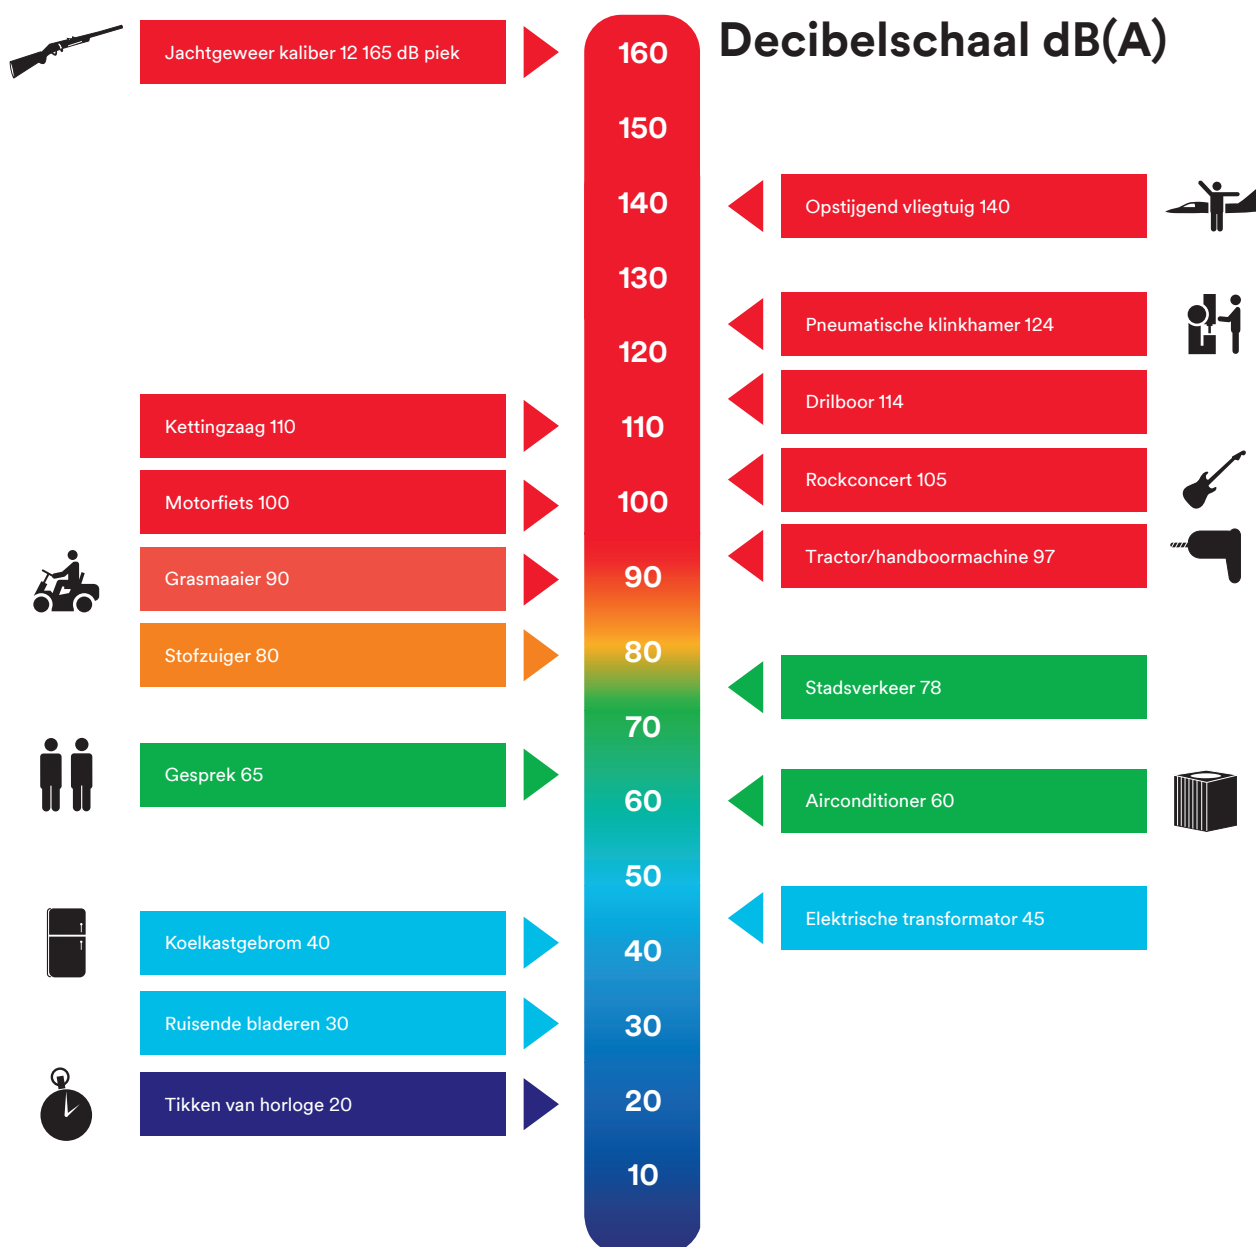 Decibelschaal dB(A)
Jachtgeweer kaliber 12 165 dB piek
Kettingzaag 110
Motorfiets 100
Grasmaaier 90
Stofzuiger 80
Gesprek 65
Koelkastgebrom 40
Ruisende bladeren 30
Tikken van horloge 20
160
150
140
130
120
110
100
90
80
70
60
50
40
30
20
10
Opstijgend vliegtuig 140
Pneumatische klinkhamer 124
Drilboor 114
Rockconcert 105
Tractor/handboormachine 97
Stadsverkeer 78
Airconditioner 60
Elektrische transformator 45